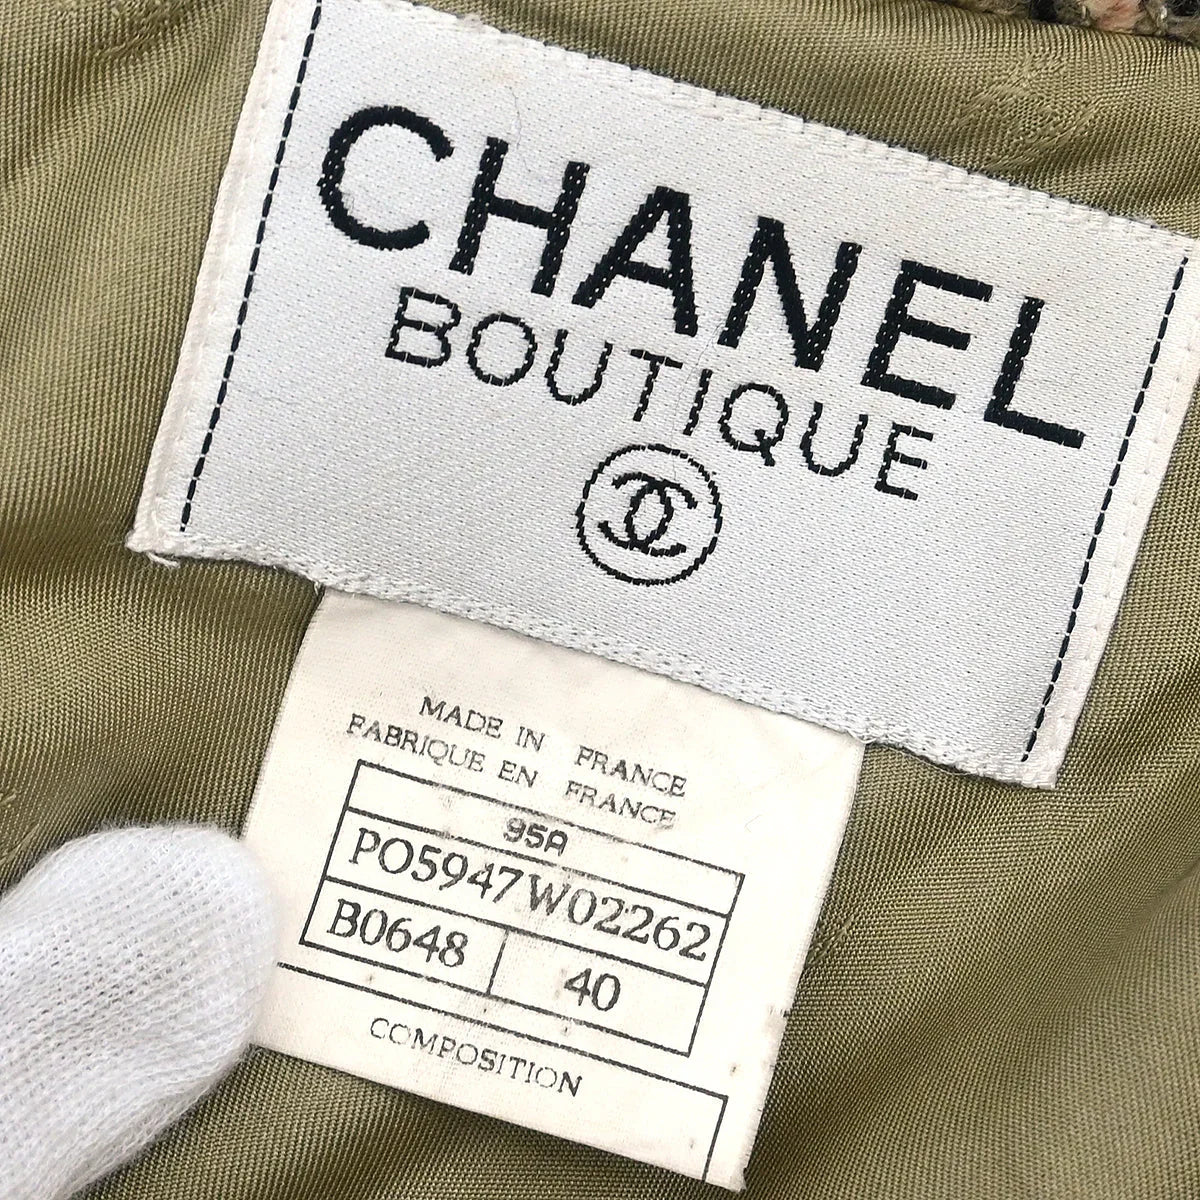 CHANEL
BOUTIQUE
MADE IN FRANCE
FABRIQUE EN FRANCE
95A
PO5947W02262
B0648 40
COMPOSITION